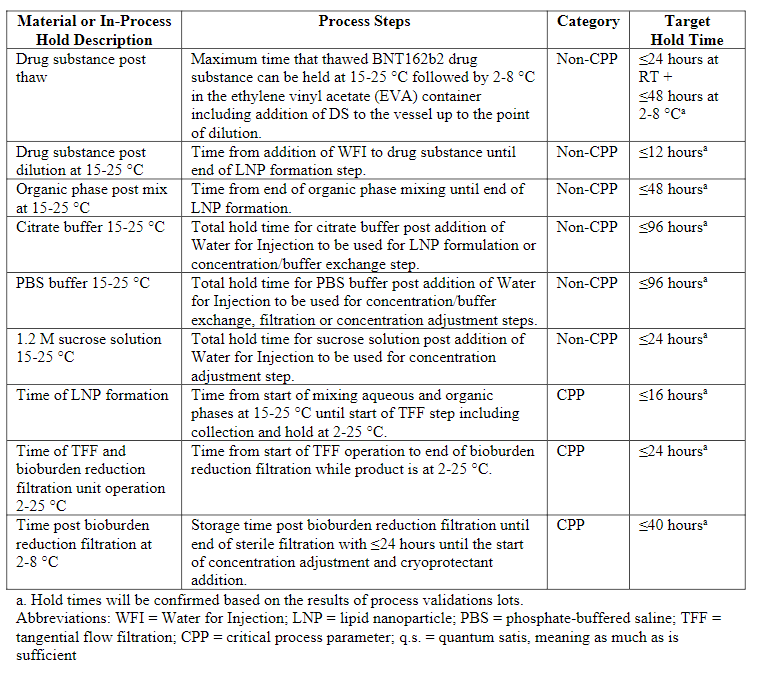 Material or In-Process
Hold Description
Process Steps
Category
Target
Hold Time
Drug substance post
thaw
Maximum time that thawed BNT162b2 drug
substance can be held at 15-25 °C followed by 2-8 °C
in the ethylene vinyl acetate (EVA) container
including addition of DS to the vessel up to the point
of dilution.
Non-CPP
≤24 hours at
RT +
≤48 hours at
2-8 °Cᵃ
Drug substance post
dilution at 15-25 °C
Time from addition of WFI to drug substance until
end of LNP formation step.
Non-CPP
≤12 hoursᵃ
Organic phase post mix
at 15-25 °C
Time from end of organic phase mixing until end of
LNP formation.
Non-CPP
≤48 hoursᵃ
Citrate buffer 15-25 °C
Total hold time for citrate buffer post addition of
Water for Injection to be used for LNP formulation or
concentration/buffer exchange step.
Non-CPP
≤96 hoursᵃ
PBS buffer 15-25 °C
Total hold time for PBS buffer post addition of Water
for Injection to be used for concentration/buffer
exchange, filtration or concentration adjustment steps.
Non-CPP
≤96 hoursᵃ
1.2 M sucrose solution
15-25 °C
Total hold time for sucrose solution post addition of
Water for Injection to be used for concentration
adjustment step.
Non-CPP
≤24 hoursᵃ
Time of LNP formation
Time from start of mixing aqueous and organic
phases at 15-25 °C until start of TFF step including
collection and hold at 2-25 °C.
CPP
≤16 hoursᵃ
Time of TFF and
bioburden reduction
filtration unit operation
2-25 °C
Time from start of TFF operation to end of bioburden
reduction filtration while product is at 2-25 °C.
CPP
≤24 hoursᵃ
Time post bioburden
reduction filtration at
2-8 °C
Storage time post bioburden reduction filtration until
end of sterile filtration with ≤24 hours until the start
of concentration adjustment and cryoprotectant
addition.
CPP
≤40 hoursᵃ
a. Hold times will be confirmed based on the results of process validations lots.
Abbreviations: WFI = Water for Injection; LNP = lipid nanoparticle; PBS = phosphate-buffered saline; TFF =
tangential flow filtration; CPP = critical process parameter; q.s. = quantum satis, meaning as much as is
sufficient